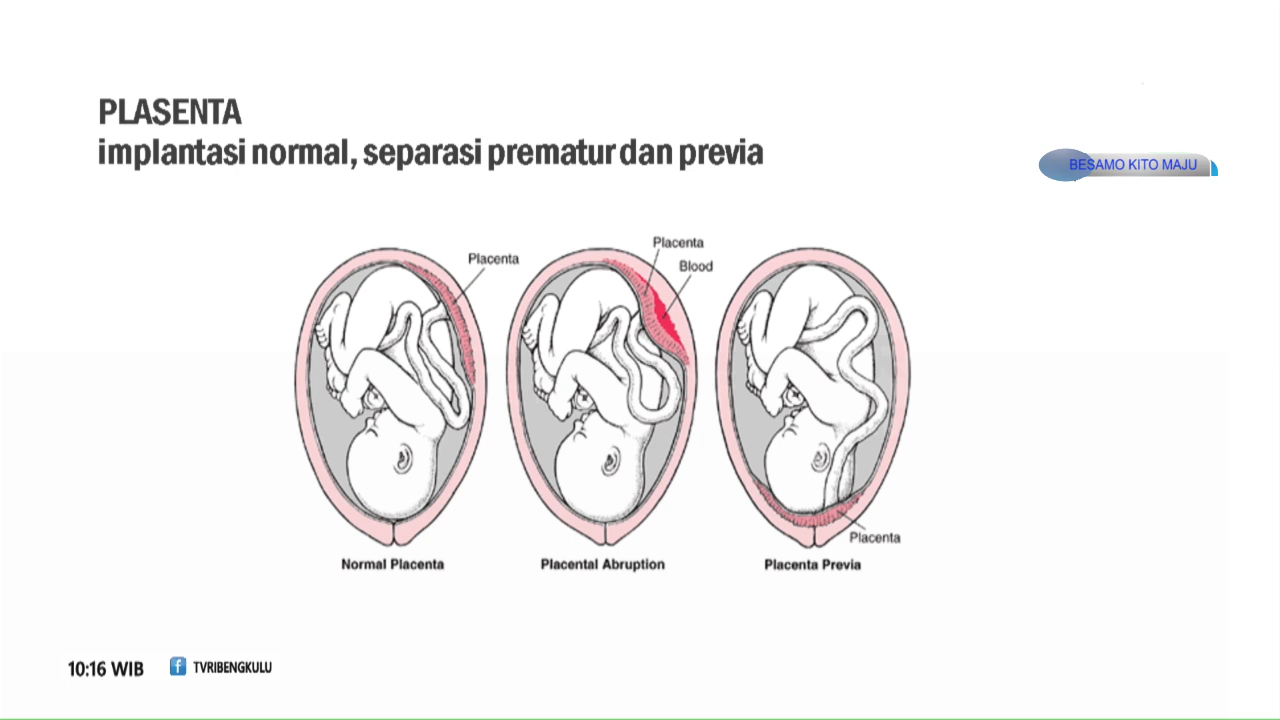 PLASENTA
implantasi normal, separasi prematur dan previa
BESAMO KITO MAJU
Placenta
Placenta
Blood
Placenta
Normal Placenta
Placental Abruption
Placenta Previa
10:16 WIB
TVRIBENGKULU